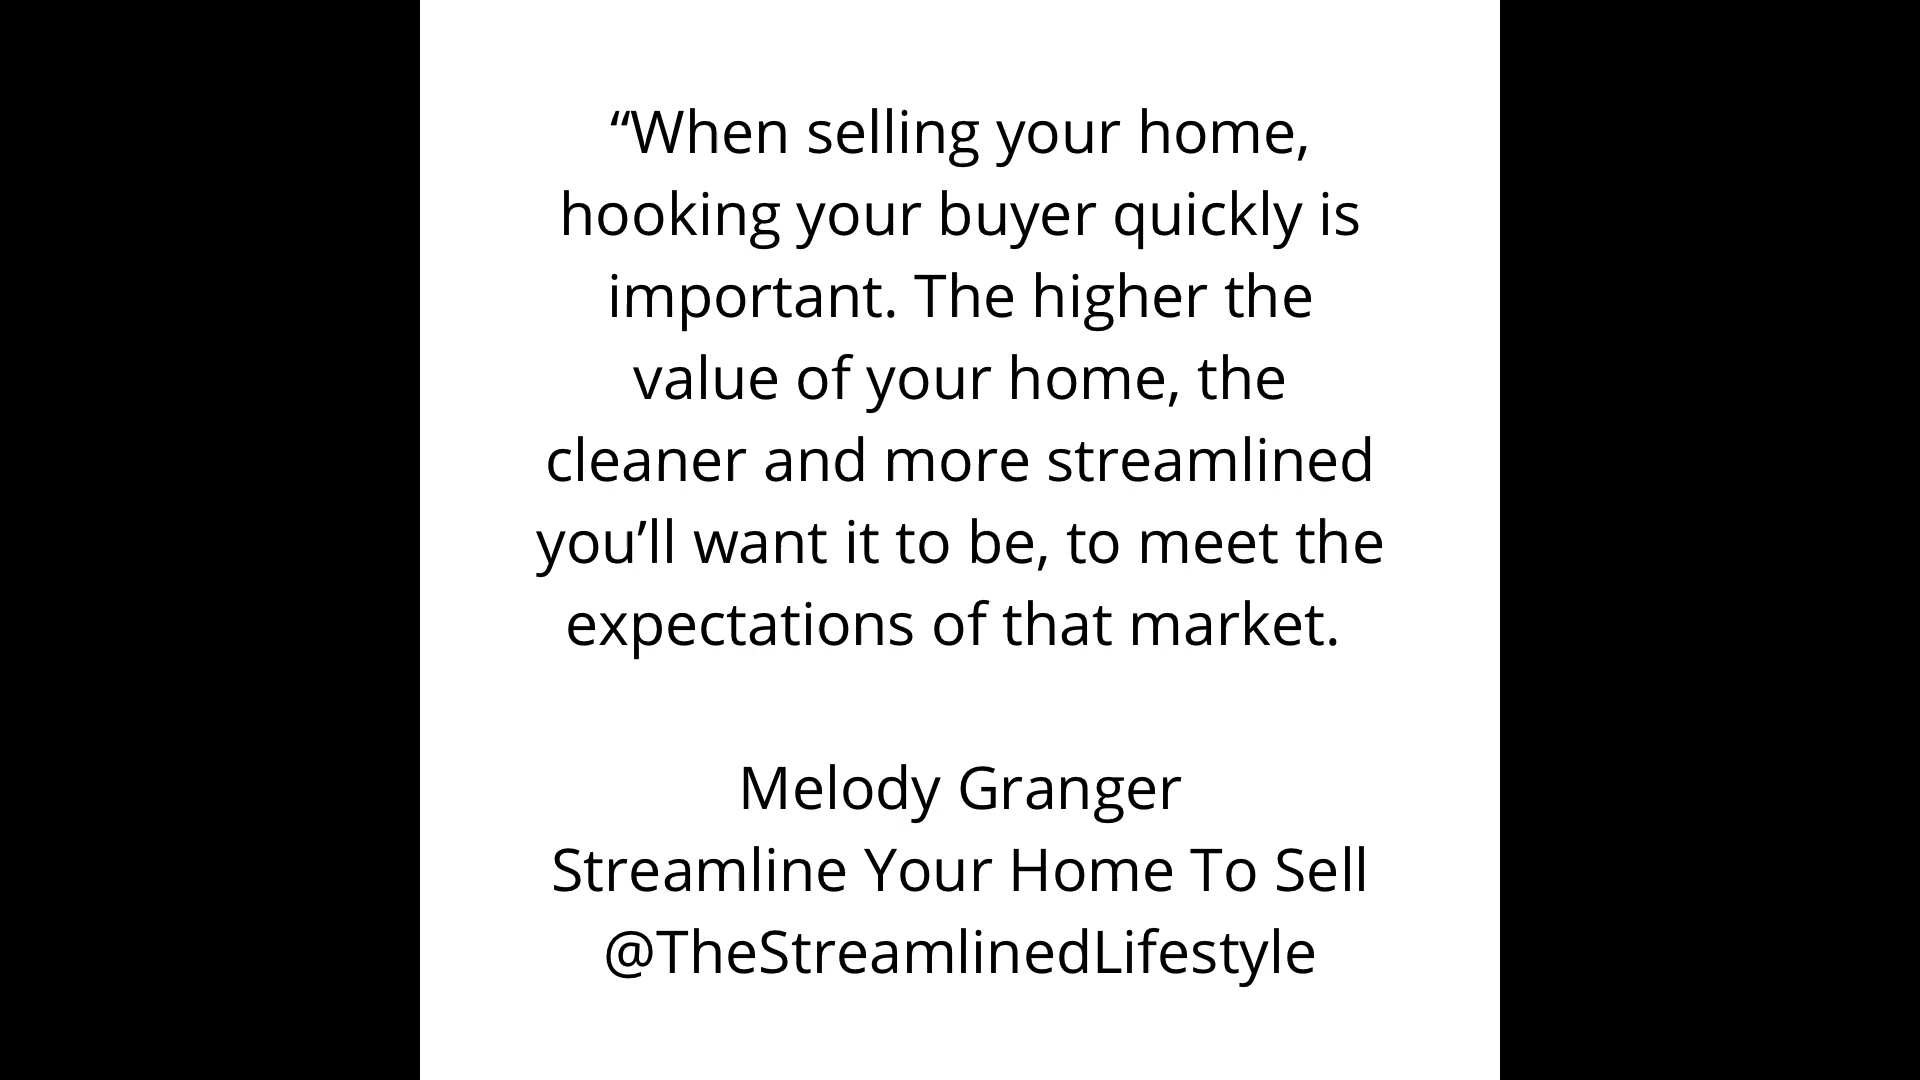 “When selling your home,
hooking your buyer quickly is
important. The higher the
value of your home, the
cleaner and more streamlined
you’ll want it to be, to meet the
expectations of that market.
Melody Granger
Streamline Your Home To Sell
@TheStreamlinedLifestyle